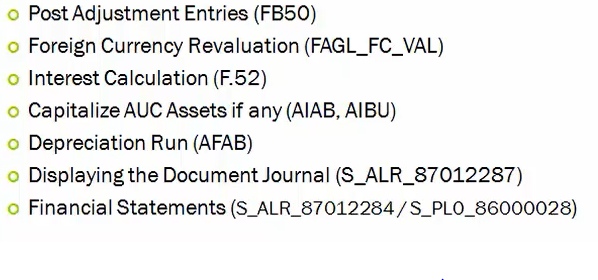 Post Adjustment Entries (FB50)
Foreign Currency Revaluation (FAGL_FC_VAL)
Interest Calculation (F.52)
Capitalize AUC Assets if any (AIAB, AIBU)
Depreciation Run (AFAB)
Displaying the Document Journal (S_ALR_87012287)
Financial Statements (S_ALR_87012284/S_PL0_86000028)